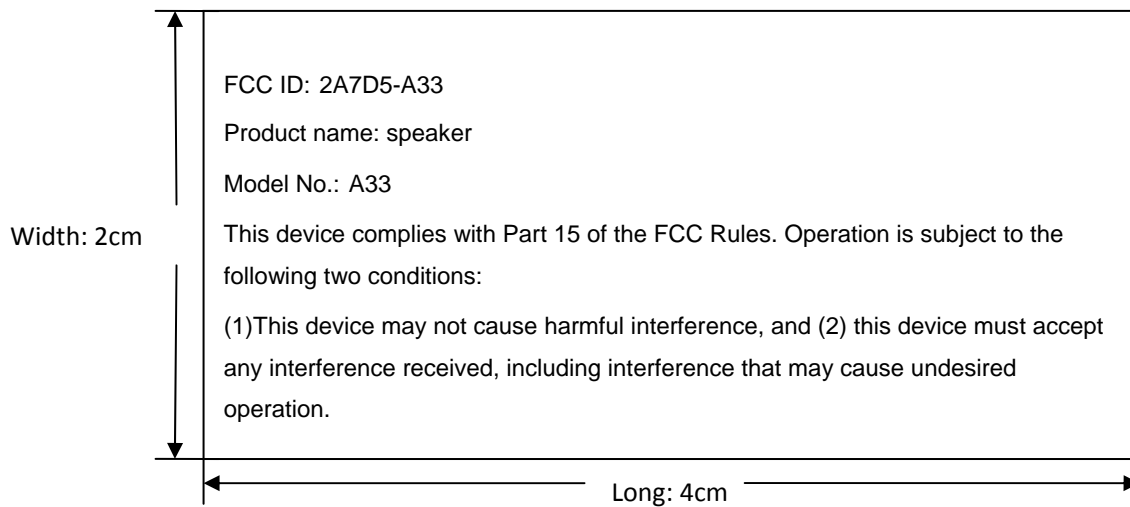 FCC ID: 2A7D5-A33
Product name: speaker
Model No.: A33
Width: 2cm
This device complies with Part 15 of the FCC Rules. Operation is subject to the
following two conditions:
(1)This device may not cause harmful interference, and (2) this device must accept
any interference received, including interference that may cause undesired
operation.
Long: 4cm